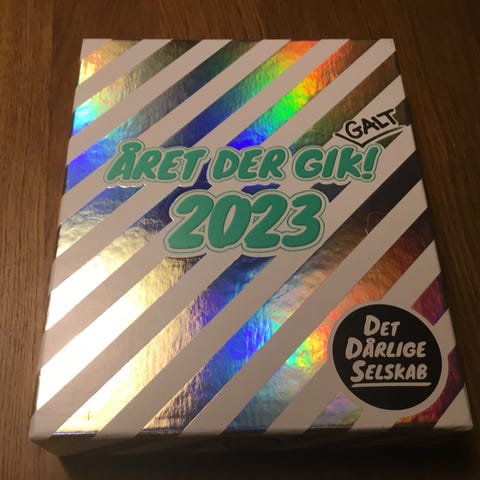 GALT
ÅRET DER GIK!
2023
DET
DÅRLIGE
SELSKAB